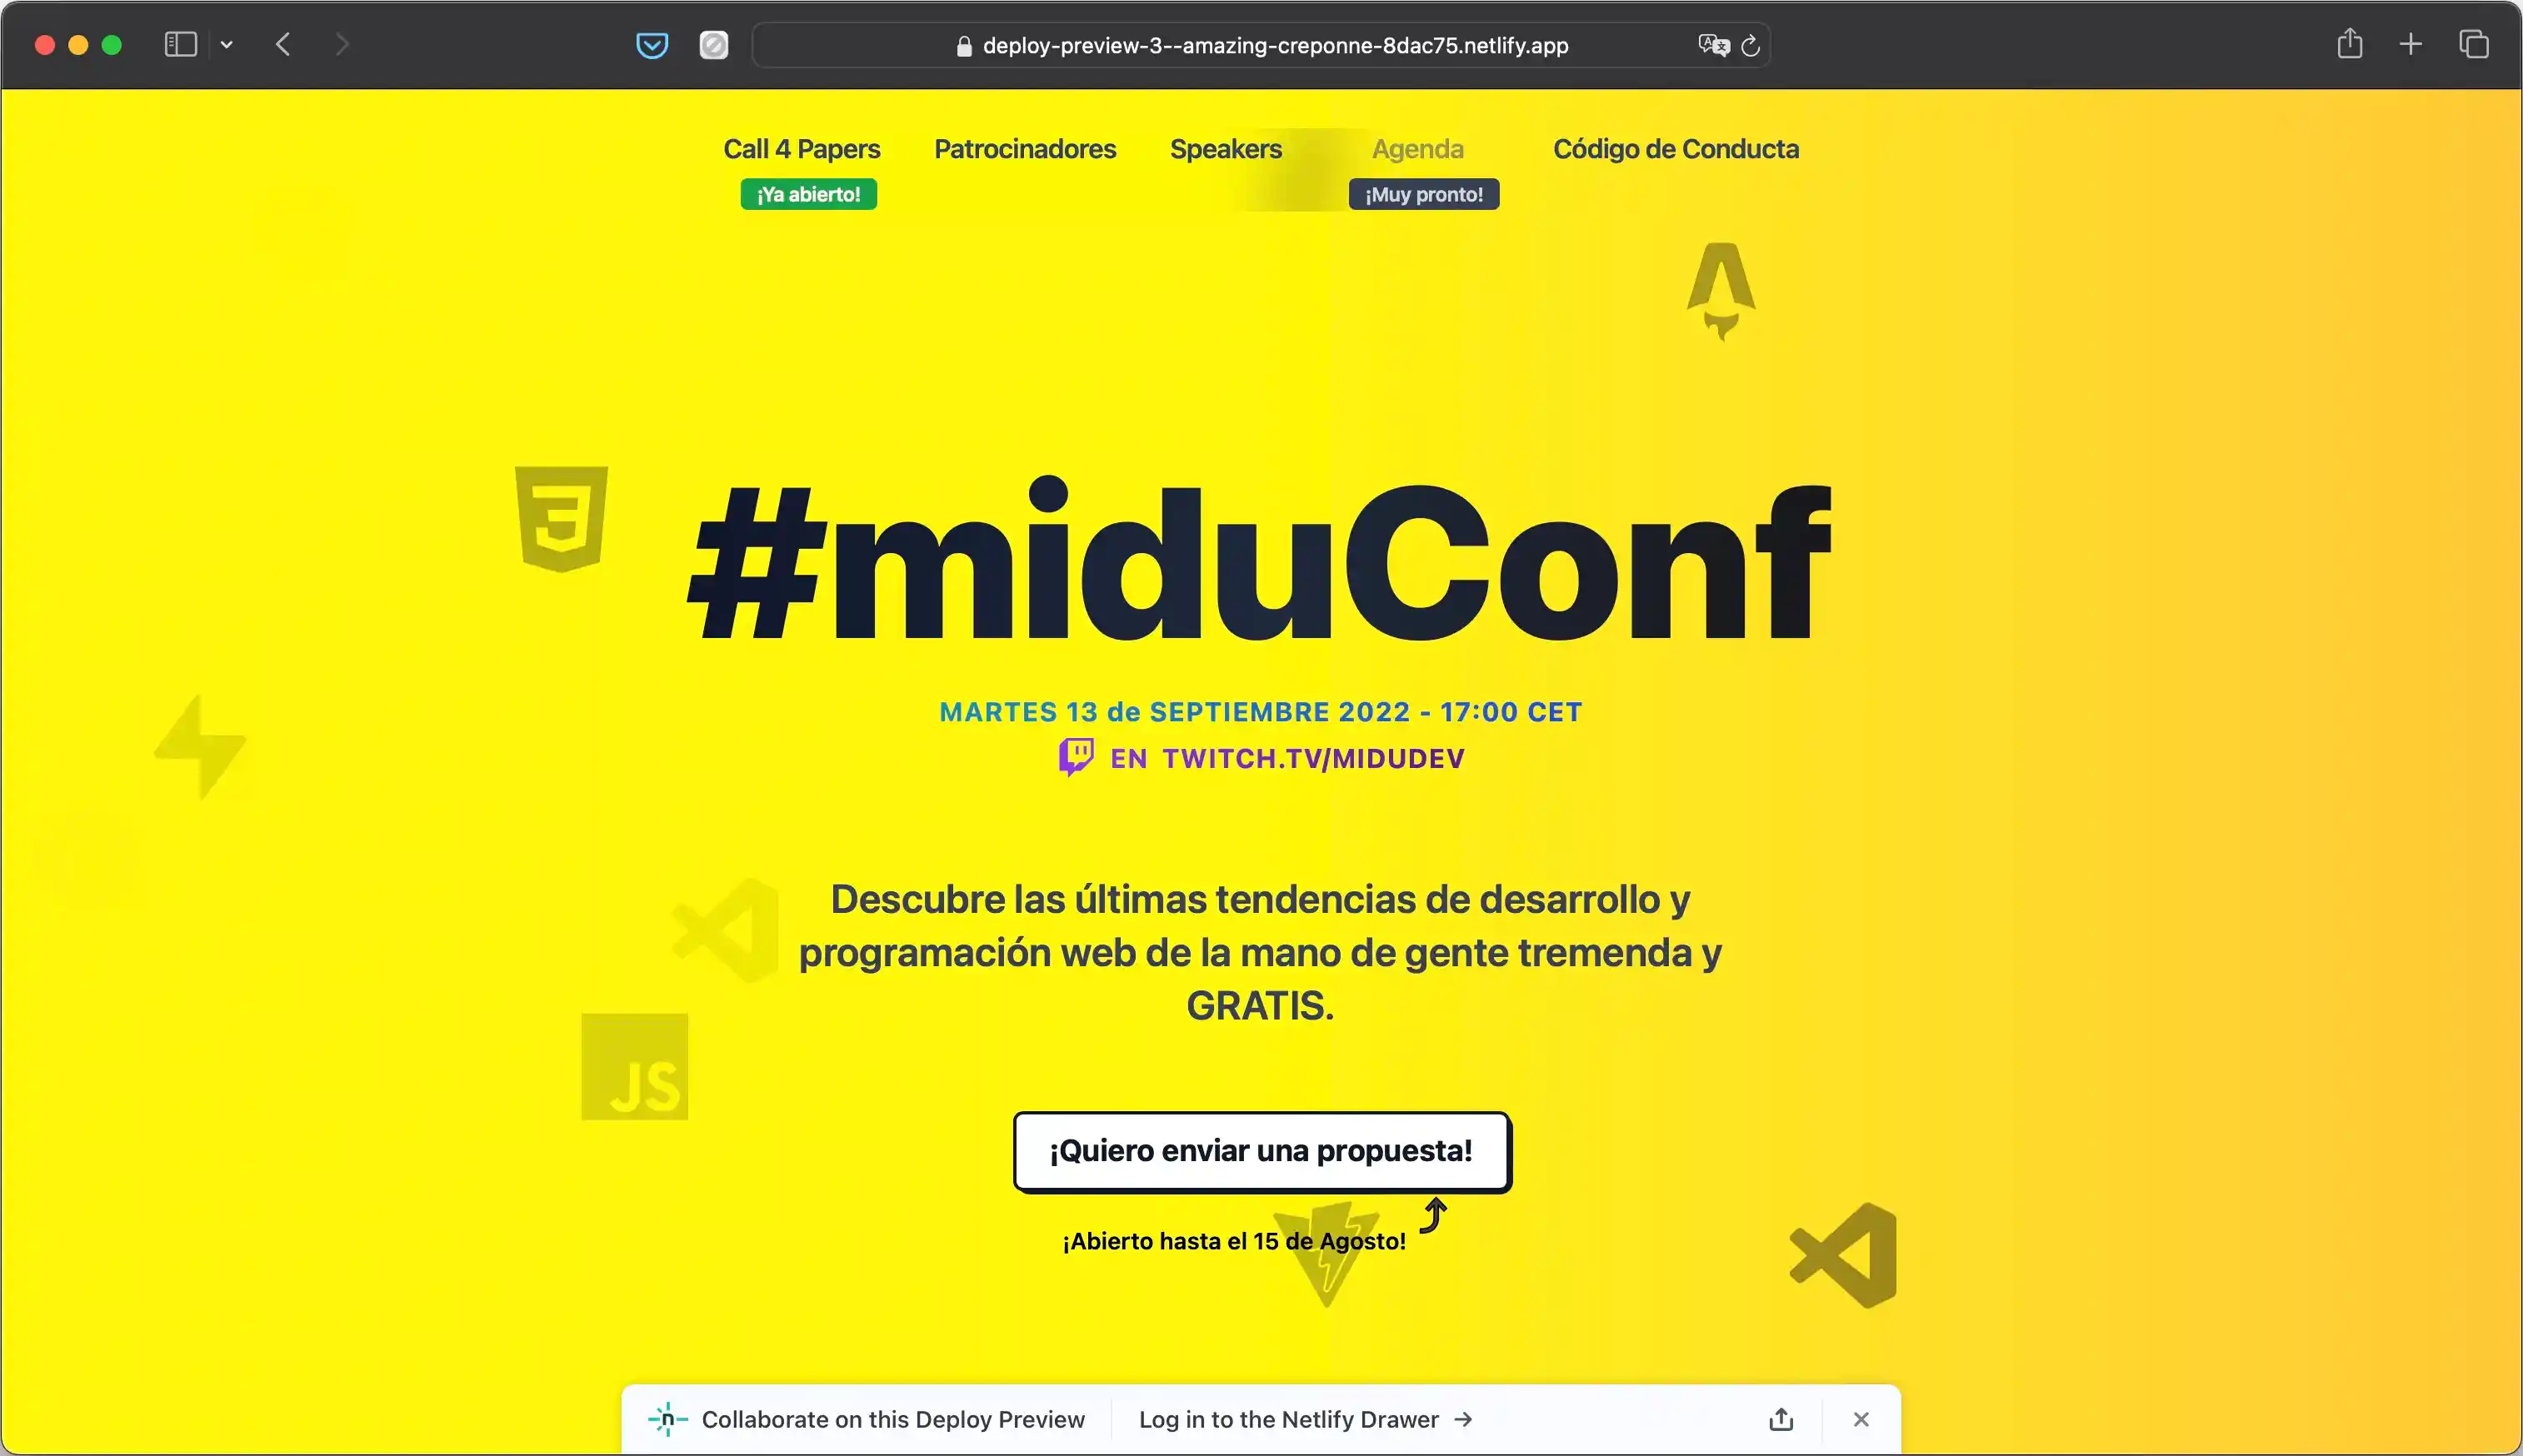 deploy-preview-3--amazing-creponne-8dac75.netlify.app
Call 4 Papers Patrocinadores Speakers Agenda Código de Conducta
¡Ya abierto! ¡Muy pronto!
#miduConf
MARTES 13 de SEPTIEMBRE 2022 - 17:00 CET
EN TWITCH.TV/MIDUDEV
Descubre las últimas tendencias de desarrollo y
programación web de la mano de gente tremenda y
GRATIS.
JS
¡Quiero enviar una propuesta!
¡Abierto hasta el 15 de Agosto!
Collaborate on this Deploy Preview Log in to the Netlify Drawer →